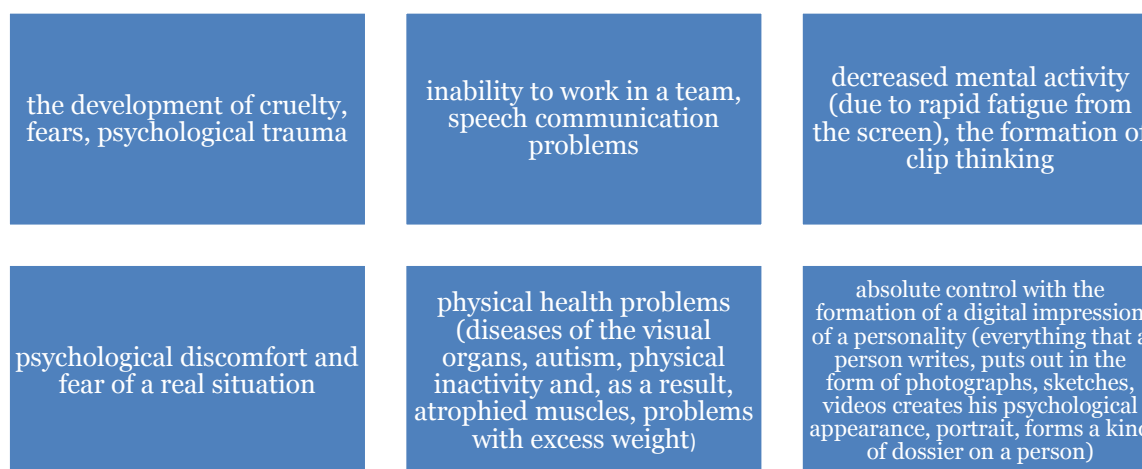 the development of cruelty,
fears, psychological trauma
inability to work in a team,
speech communication
problems
decreased mental activity
(due to rapid fatigue from
the screen), the formation of
clip thinking
psychological discomfort and
fear of a real situation
physical health problems
(diseases of the visual
organs, autism, physical
inactivity and, as a result,
atrophied muscles, problems
with excess weight)
absolute control with the
formation of a digital impression
of a personality (everything that a
person writes, puts out in the
form of photographs, sketches,
videos creates his psychological
appearance, portrait, forms a kind
of dossier on a person)